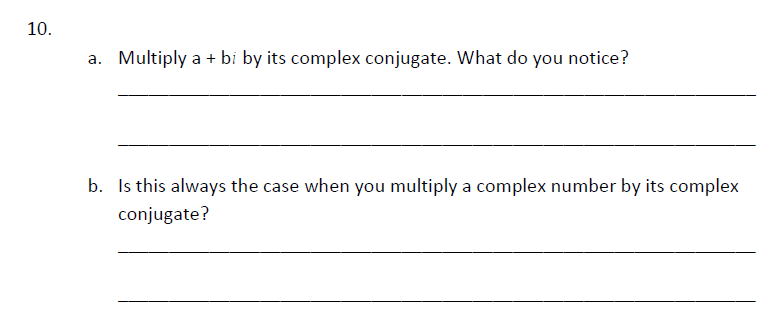 10.
a. Multiply a + bi by its complex conjugate. What do you notice?
b. Is this always the case when you multiply a complex number by its complex
conjugate?